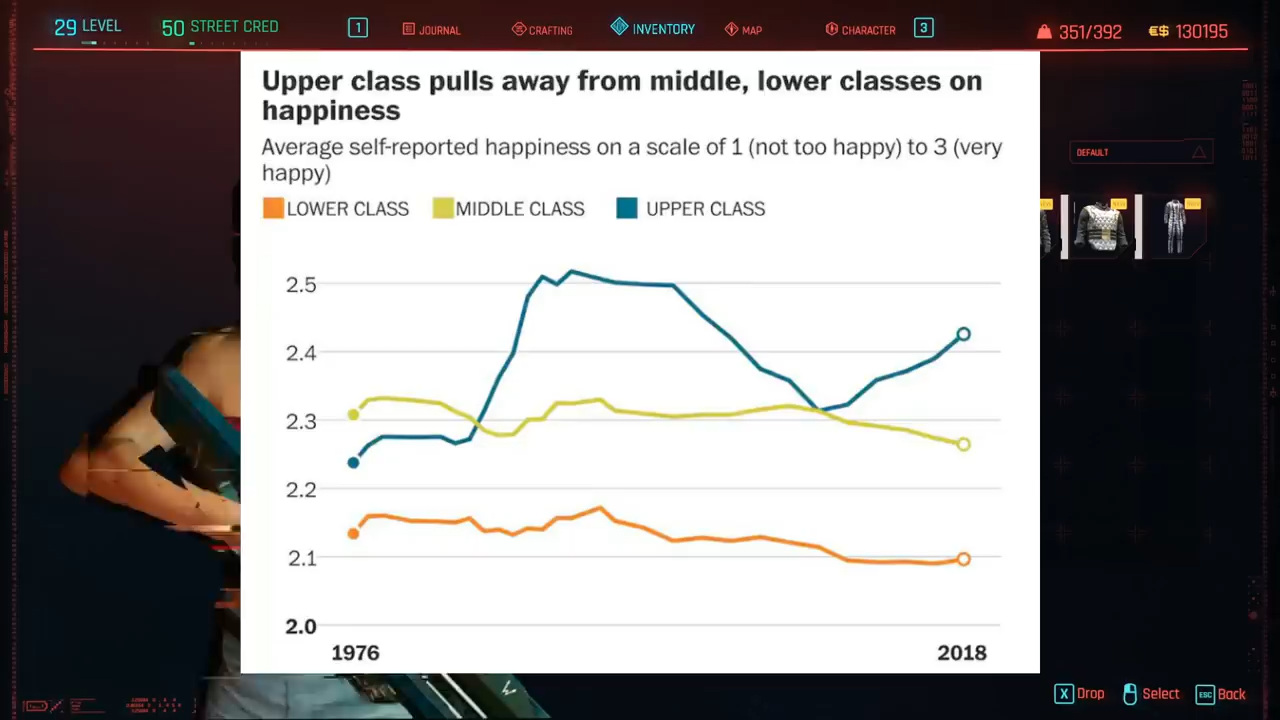 29 LEVEL
50 STREET CRED
1
JOURNAL
CRAFTING
INVENTORY
MAP
CHARACTER
3
351/392
€$ 130195
Upper class pulls away from middle, lower classes on
happiness
Average self-reported happiness on a scale of 1 (not too happy) to 3 (very
happy)
LOWER CLASS
MIDDLE CLASS
UPPER CLASS
DEFAULT
2.5
2.4
2.3
2.2
2.1
2.0
1976
2018
X Drop
Select
ESC Back